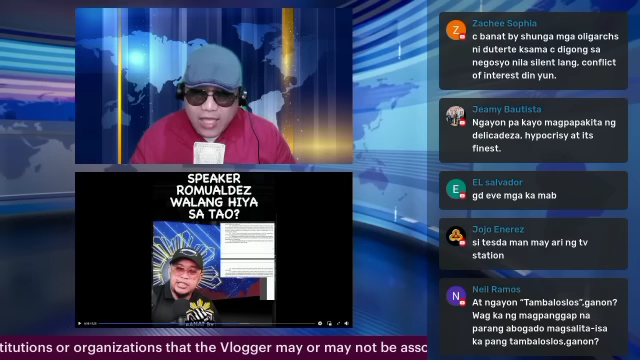 Zachee Sophia
c banat by shunga mga oligarchs
ni duterte ksama c digong sa
negosyo nila silent lang, conflict
of interest din yun.
Jeamy Bautista
Ngayon pa kayo magpapakita ng
delicadeza, hypocrisy at its
finest.
EL salvador
gd eve mga ka mab
Jojo Enerez
si tesda man may ari ng tv
station
Neil Ramos
At ngayon “Tambaloslos”,ganon?
Wag ka ng magpanggap na
parang abogado magsalita-isa
ka pang tambaloslos.ganon?
SPEAKER
ROMUALDEZ
WALANG HIYA
SA TAO?
titutions or organizations that the Vlogger may or may not be asso